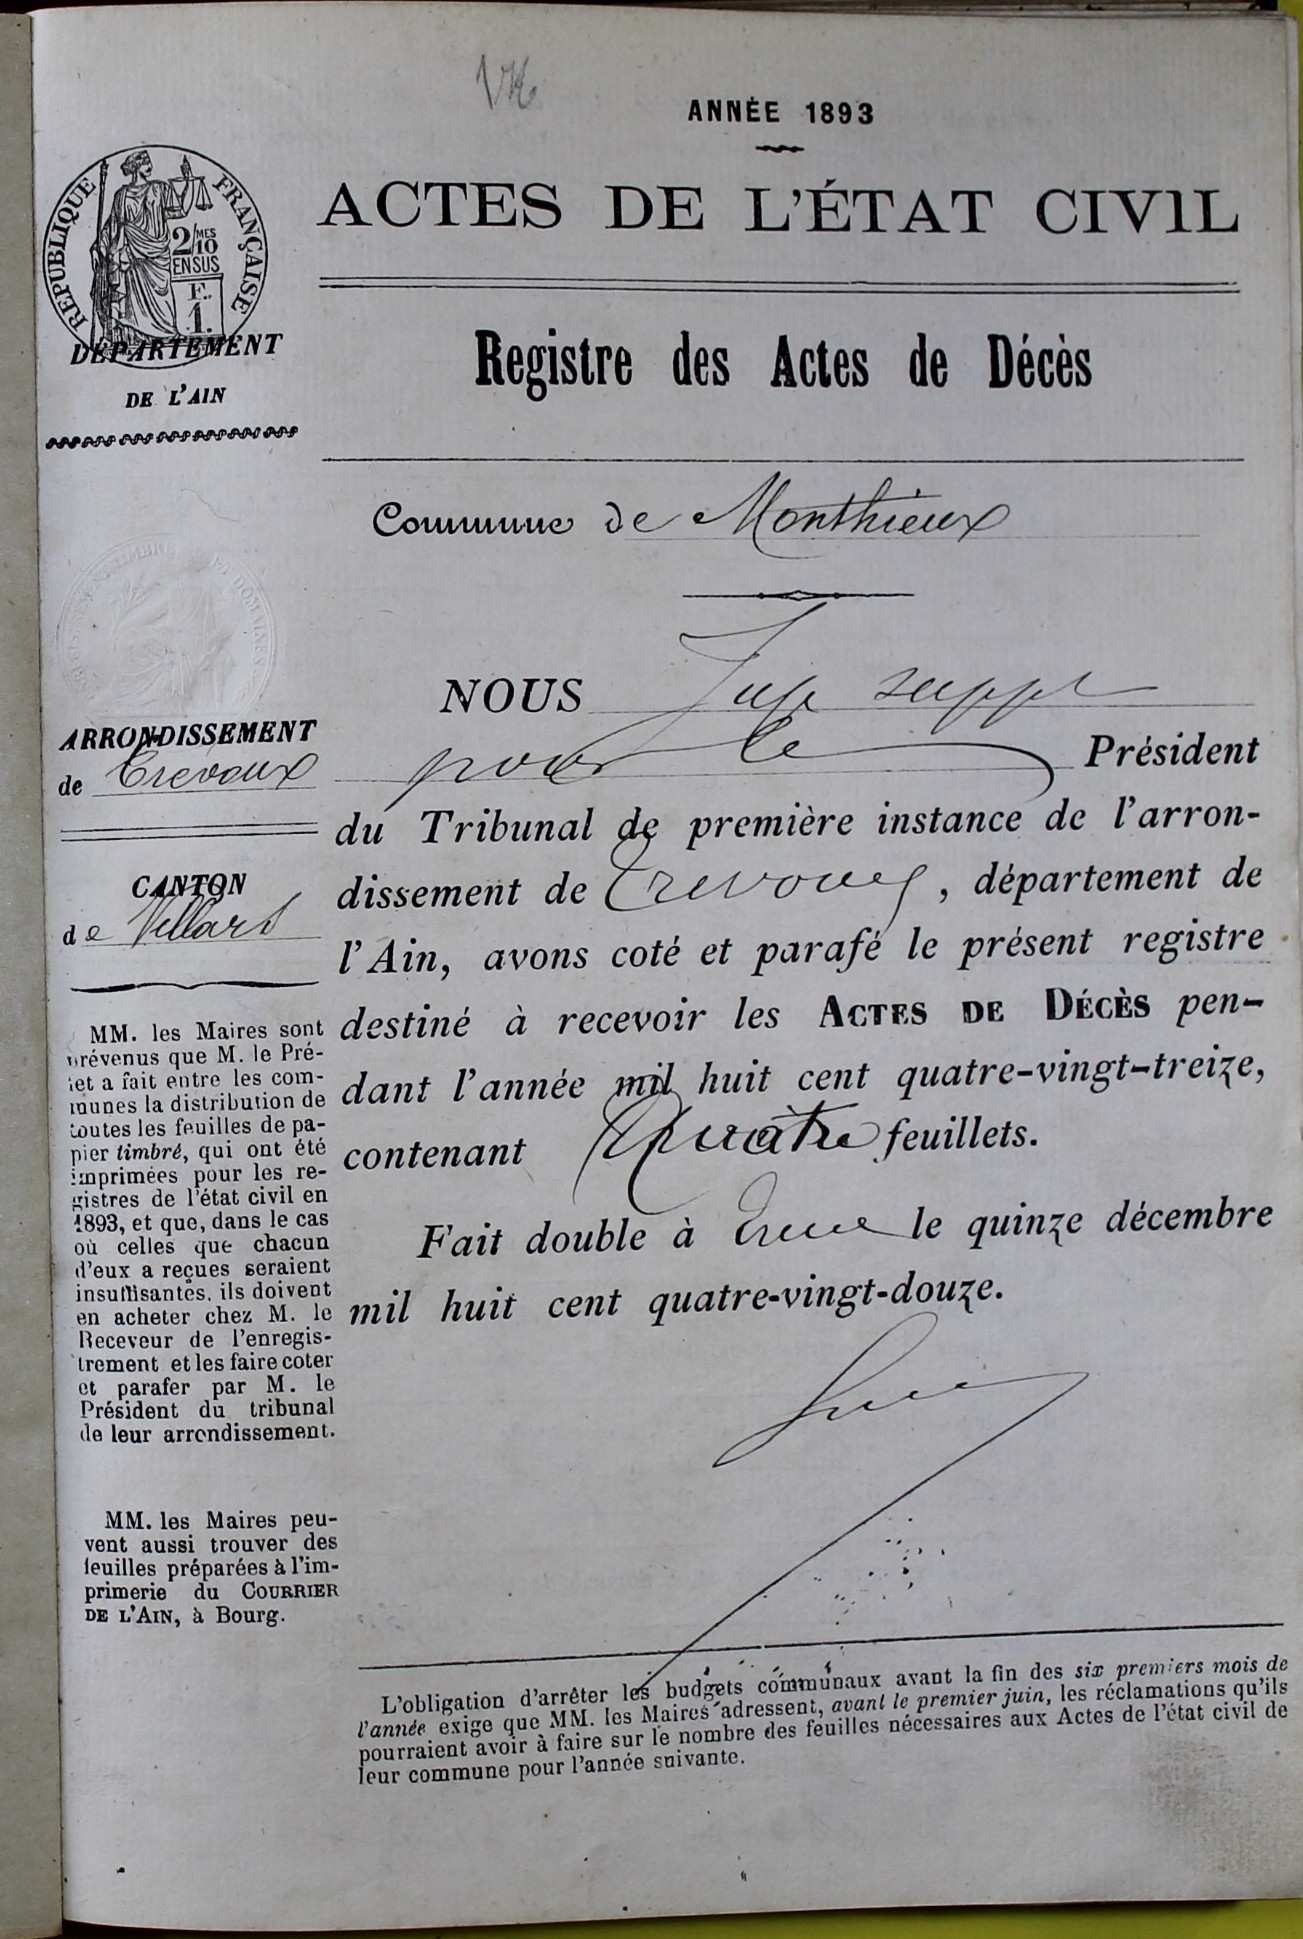 ANNÉE 1893
ACTES DE L'ÉTAT CIVIL
RÉPUBLIQUE FRANÇAISE
2/10 MES
EN SUS
F.
1.
DÉPARTEMENT
DE L'AIN
Registre des Actes de Décès
Commune de Monthieux
ARRONDISSEMENT
de Trévoux
CANTON
de Villars
MM. les Maires sont
prévenus que M. le Pré-
fet a fait entre les com-
munes la distribution de
toutes les feuilles de pa-
pier timbré, qui ont été
imprimées pour les re-
gistres de l'état civil en
1893, et que, dans le cas
où celles que chacun
d'eux a reçues seraient
insuffisantes, ils doivent
en acheter chez M. le
Receveur de l'enregis-
trement et les faire coter
et parafer par M. le
Président du tribunal
de leur arrondissement.
MM. les Maires peu-
vent aussi trouver des
feuilles préparées à l'im-
primerie du COURRIER
DE L'AIN, à Bourg.
NOUS Juge suppl
pour le Président
du Tribunal de première instance de l'arron-
dissement de Trevoux, département de
l'Ain, avons coté et parafé le présent registre
destiné à recevoir les ACTES DE DÉCÈS pen-
dant l'année mil huit cent quatre-vingt-treize,
contenant Quatre feuillets.
Fait double à le quinze décembre
mil huit cent quatre-vingt-douze.
L'obligation d'arrêter les budgets communaux avant la fin des six premiers mois de
l'année exige que MM. les Maires adressent, avant le premier juin, les réclamations qu'ils
pourraient avoir à faire sur le nombre des feuilles nécessaires aux Actes de l'état civil de
leur commune pour l'année suivante.